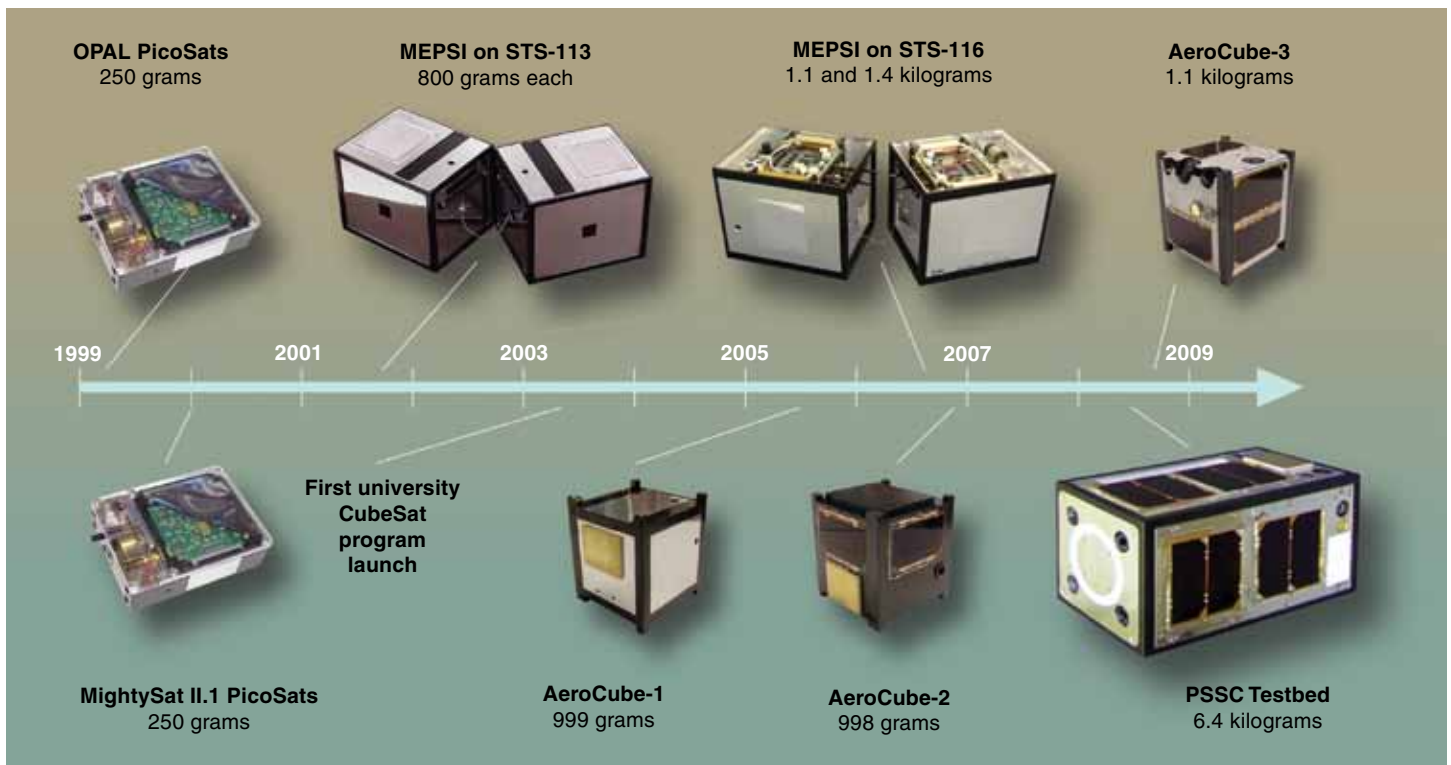 OPAL PicoSats
250 grams
MEPSI on STS-113
800 grams each
MEPSI on STS-116
1.1 and 1.4 kilograms
AeroCube-3
1.1 kilograms
1999
2001
2003
2005
2007
2009
First university
CubeSat
program
launch
MightySat II.1 PicoSats
250 grams
AeroCube-1
999 grams
AeroCube-2
998 grams
PSSC Testbed
6.4 kilograms